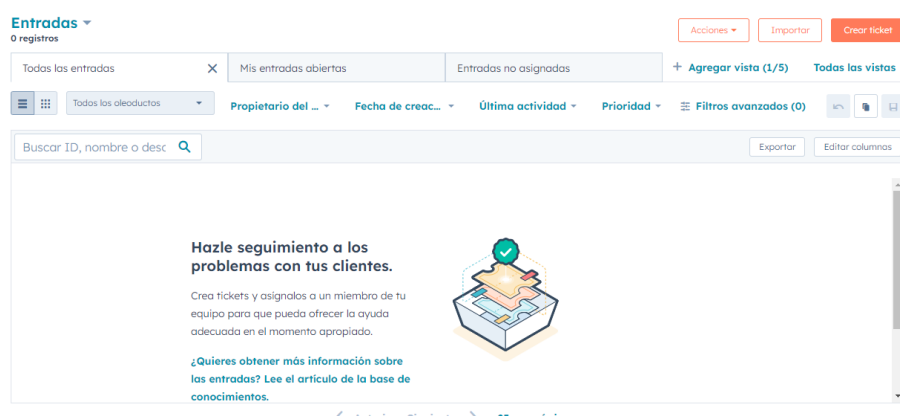 Entradas
0 registros
Acciones
Importar
Crear ticket
Todas las entradas
Mis entradas abiertas
Entradas no asignadas
Agregar vista (1/5)
Todas las vistas
Todos los oleoductos
Propietario del ...
Fecha de creac...
Última actividad
Prioridad
Filtros avanzados (0)
Buscar ID, nombre o desc
Exportar
Editar columnas
Hazle seguimiento a los
problemas con tus clientes.
Crea tickets y asígnalos a un miembro de tu
equipo para que pueda ofrecer la ayuda
adecuada en el momento apropiado.
¿Quieres obtener más información sobre
las entradas? Lee el artículo de la base de
conocimientos.